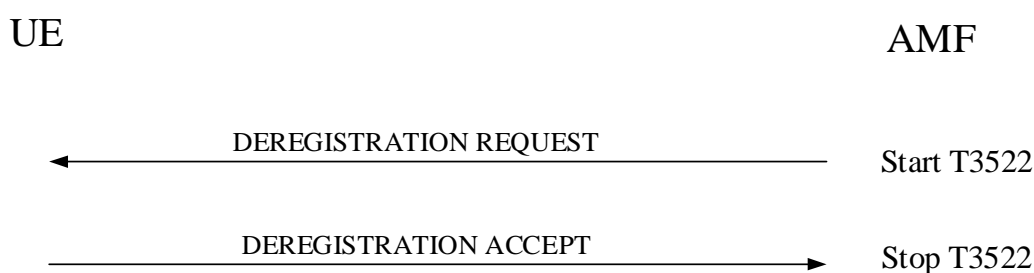 UE
AMF
DEREGISTRATION REQUEST
Start T3522
DEREGISTRATION ACCEPT
Stop T3522